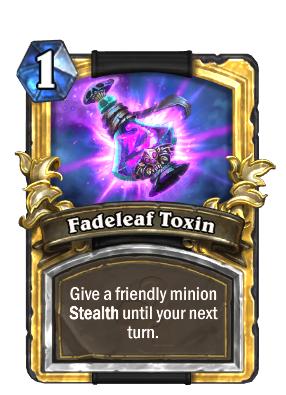 1
Fadeleaf Toxin
Give a friendly minion
Stealth until your next
turn.